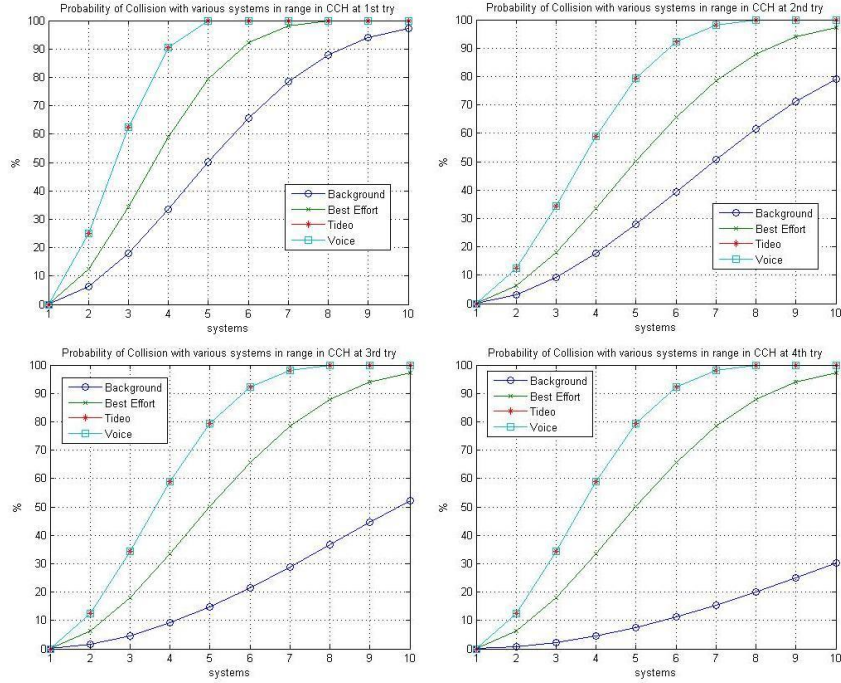 Probability of Collision with various systems in range in CCH at 1st try
100
90
80
70
60
50
40
30
20
10
0
%
Background
Best Effort
Tideo
Voice
1 2 3 4 5 6 7 8 9 10
systems
Probability of Collision with various systems in range in CCH at 2nd try
100
90
80
70
60
50
40
30
20
10
0
%
Background
Best Effort
Tideo
Voice
1 2 3 4 5 6 7 8 9 10
systems
Probability of Collision with various systems in range in CCH at 3rd try
100
90
80
70
60
50
40
30
20
10
0
%
Background
Best Effort
Tideo
Voice
1 2 3 4 5 6 7 8 9 10
systems
Probability of Collision with various systems in range in CCH at 4th try
100
90
80
70
60
50
40
30
20
10
0
%
Background
Best Effort
Tideo
Voice
1 2 3 4 5 6 7 8 9 10
systems